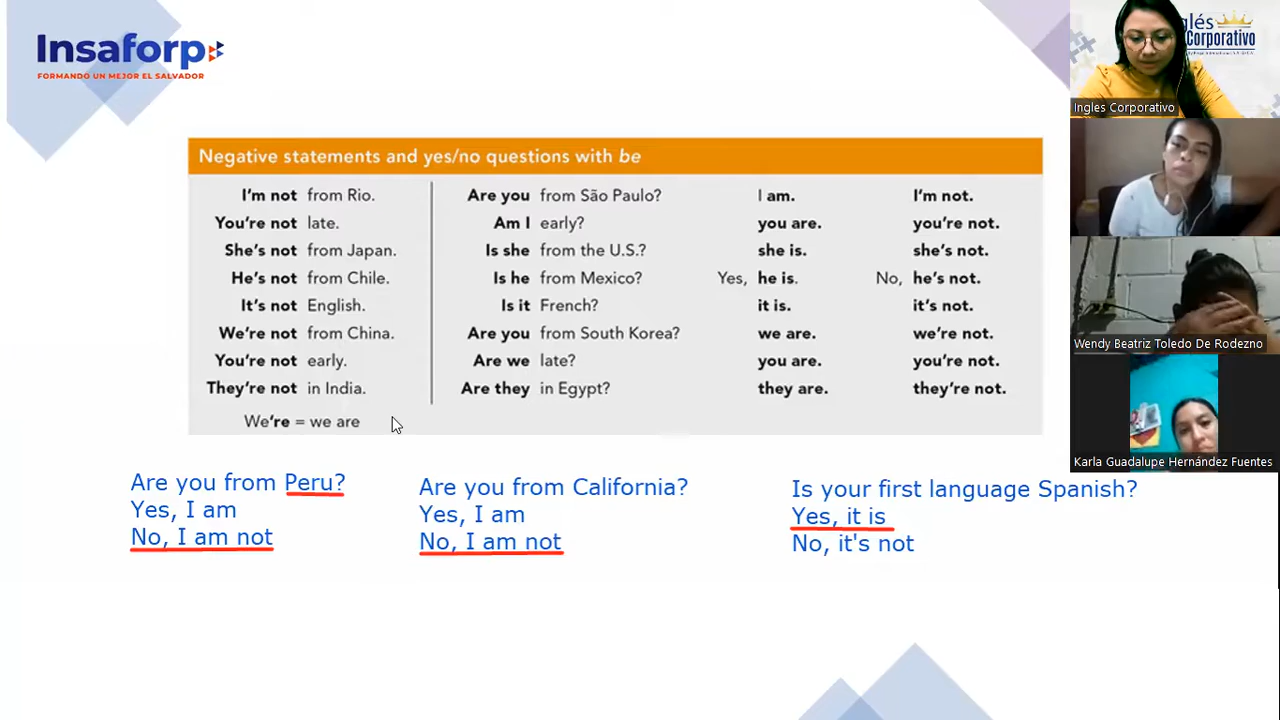 Insaforp
FORMANDO UN MEJOR EL SALVADOR
Negative statements and yes/no questions with be
I'm not from Rio.
You're not late.
She's not from Japan.
He's not from Chile.
It's not English.
We're not from China.
You're not early.
They're not in India.
We're = we are
Are you from São Paulo?
Am I early?
Is she from the U.S.?
Is he from Mexico?
Is it French?
Are you from South Korea?
Are we late?
Are they in Egypt?
Yes,
I am.
you are.
she is.
he is.
it is.
we are.
you are.
they are.
No,
I'm not.
you're not.
she's not.
he's not.
it's not.
we're not.
you're not.
they're not.
Are you from Peru?
Yes, I am
No, I am not
Are you from California?
Yes, I am
No, I am not
Is your first language Spanish?
Yes, it is
No, it's not
Corporativo
Ingles Corporativo
Wendy Beatriz Toledo De Rodezno
Karla Guadalupe Hernández Fuentes